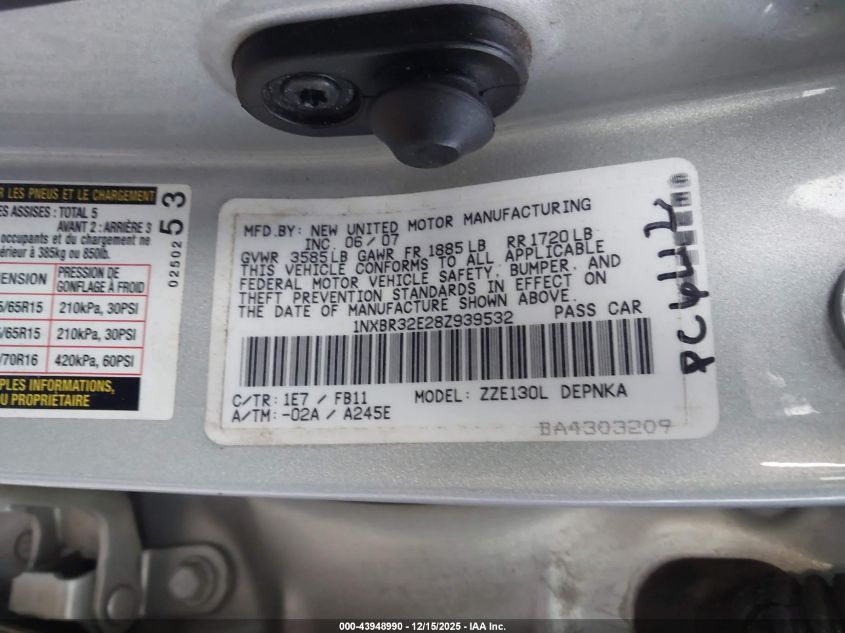 R LES PNEUS ET LE CHARGEMENT
ES ASSISES : TOTAL 5
AVANT 2 : ARRIÈRE 3
occupants et du chargement ne
érieur à 385kg ou 850lb.
MENSION PRESSION DE GONFLAGE À FROID
5/65R15 210kPa, 30PSI
/65R15 210kPa, 30PSI
/70R16 420kPa, 60PSI
PLES INFORMATIONS,
DU PROPRIÉTAIRE
02502 53
MFD.BY: NEW UNITED MOTOR MANUFACTURING
INC. 06/07
GVWR 3585LB GAWR FR 1885LB RR1720LB
THIS VEHICLE CONFORMS TO ALL APPLICABLE
FEDERAL MOTOR VEHICLE SAFETY, BUMPER, AND
THEFT PREVENTION STANDARDS IN EFFECT ON
THE DATE OF MANUFACTURE SHOWN ABOVE.
1NXBR32E28Z939532 PASS CAR
C/TR: 1E7 / FB11 MODEL: ZZE130L DEPNKA
A/TM: -02A / A245E
BA4303209
000-43948990 - 12/15/2025 - IAA Inc.